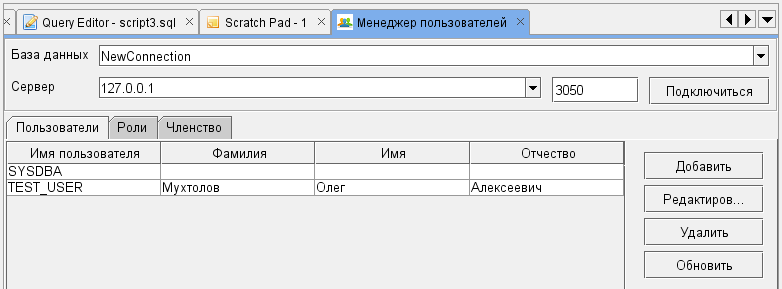 Query Editor - script3.sql Scratch Pad - 1 Менеджер пользователей
База данных NewConnection
Сервер 127.0.0.1 3050 Подключиться
Пользователи Роли Членство
Имя пользователя Фамилия Имя Отчество
SYSDBA
TEST_USER Мухтолов Олег Алексеевич
Добавить
Редактиров...
Удалить
Обновить